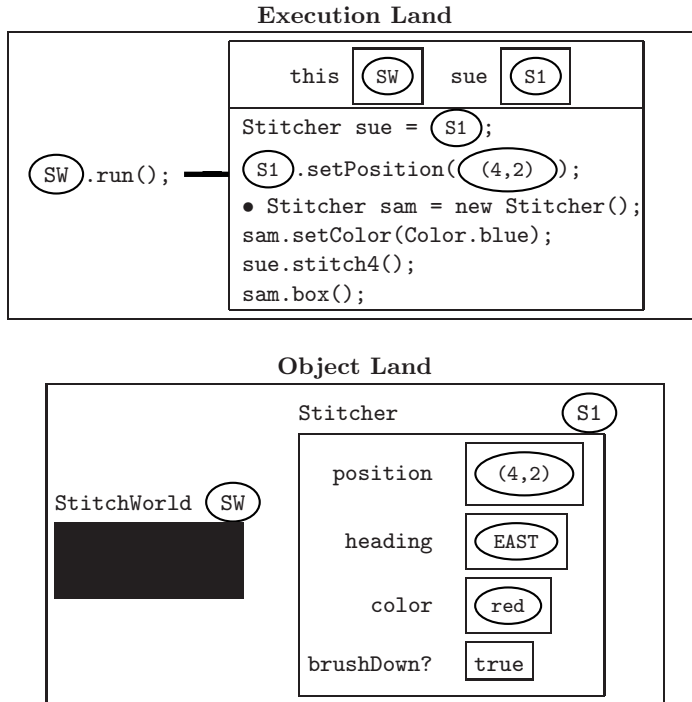 Execution Land
this SW sue S1
Stitcher sue = S1;
SW.run();
S1.setPosition( (4,2) );
• Stitcher sam = new Stitcher();
sam.setColor(Color.blue);
sue.stitch4();
sam.box();
Object Land
Stitcher S1
position (4,2)
StitchWorld SW
heading EAST
color red
brushDown? true